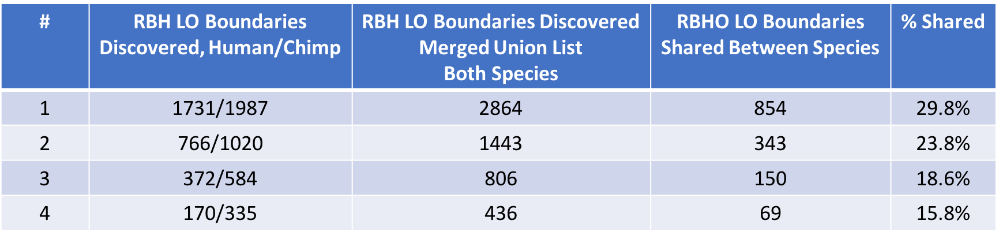 # RBH LO Boundaries Discovered, Human/Chimp RBH LO Boundaries Discovered Merged Union List Both Species RBHO LO Boundaries Shared Between Species % Shared
1 1731/1987 2864 854 29.8%
2 766/1020 1443 343 23.8%
3 372/584 806 150 18.6%
4 170/335 436 69 15.8%